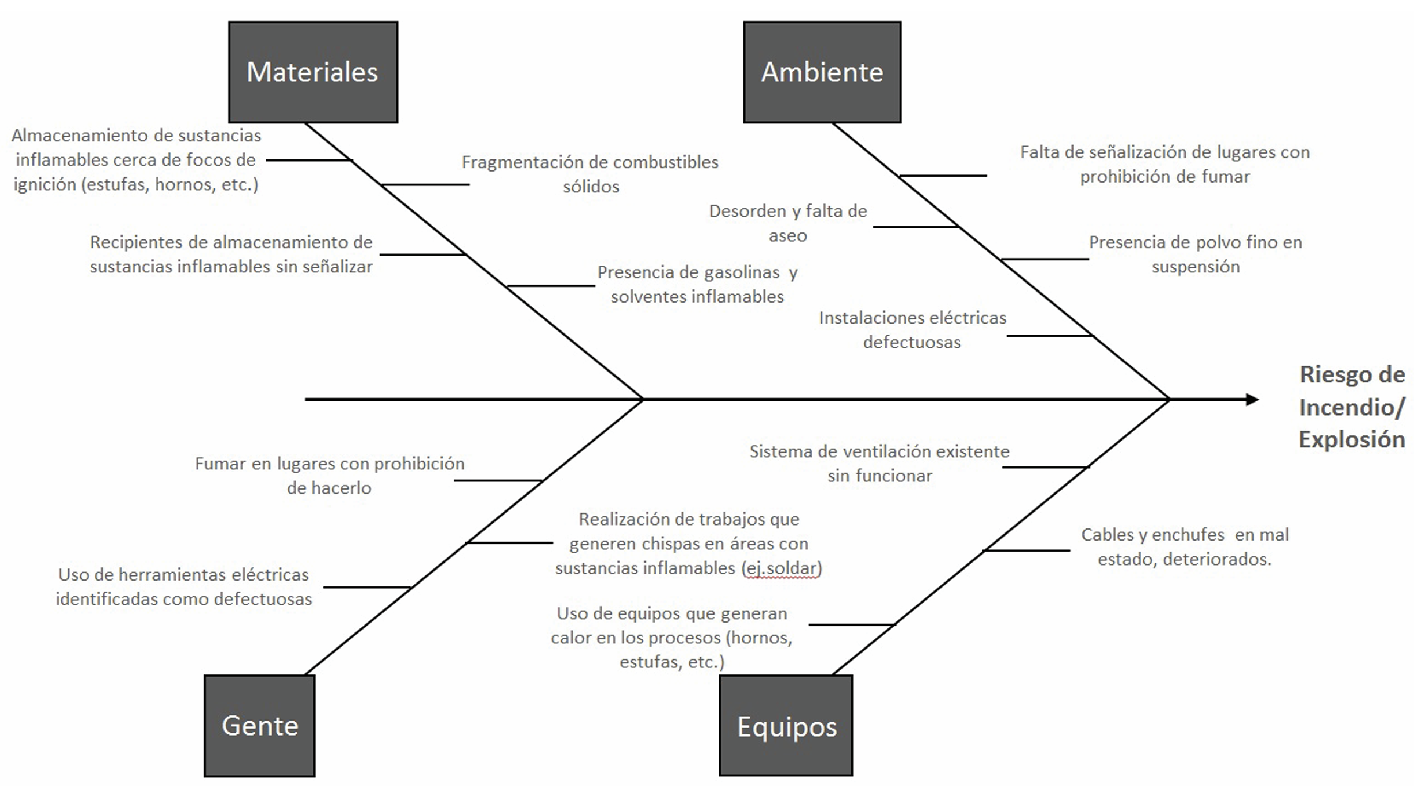 Materiales
Ambiente
Almacenamiento de sustancias
inflamables cerca de focos de
ignición (estufas, hornos, etc.)
Fragmentación de combustibles
sólidos
Recipientes de almacenamiento de
sustancias inflamables sin señalizar
Presencia de gasolinas y
solventes inflamables
Falta de señalización de lugares con
prohibición de fumar
Desorden y falta de
aseo
Presencia de polvo fino en
suspensión
Instalaciones eléctricas
defectuosas
Riesgo de
Incendio/
Explosión
Fumar en lugares con prohibición
de hacerlo
Realización de trabajos que
generen chispas en áreas con
sustancias inflamables (ej.soldar)
Uso de herramientas eléctricas
identificadas como defectuosas
Sistema de ventilación existente
sin funcionar
Cables y enchufes en mal
estado, deteriorados.
Uso de equipos que generan
calor en los procesos (hornos,
estufas, etc.)
Gente
Equipos